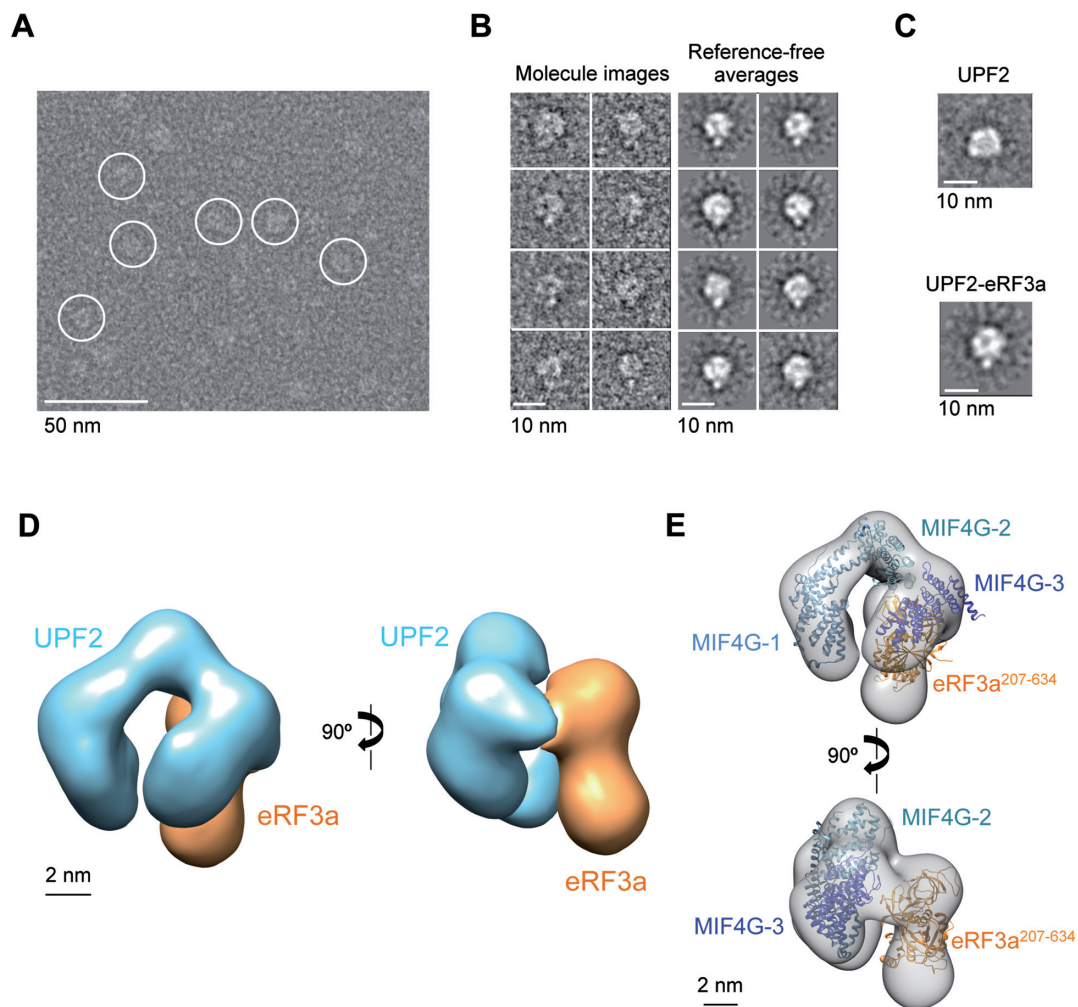 A
50 nm
B
Molecule images
Reference-free
averages
10 nm
10 nm
C
UPF2
10 nm
UPF2-eRF3a
10 nm
D
UPF2
eRF3a
2 nm
90º
UPF2
eRF3a
E
MIF4G-2
MIF4G-3
MIF4G-1
eRF3a207-634
90º
MIF4G-2
MIF4G-3
eRF3a207-634
2 nm